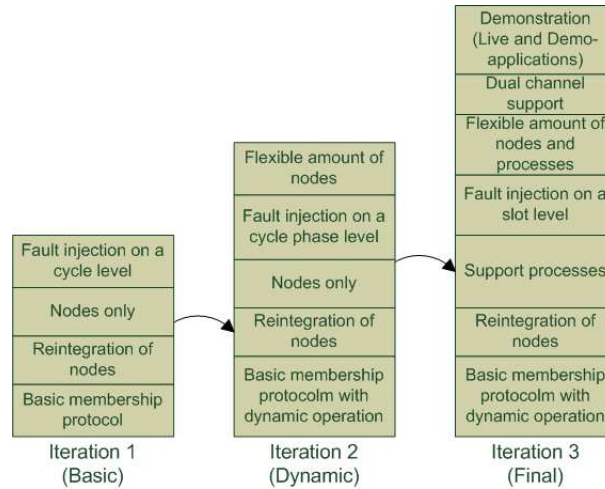 Fault injection on a
cycle level
Nodes only
Reintegration of
nodes
Basic membership
protocol
Iteration 1
(Basic)
Flexible amount of
nodes
Fault injection on a
cycle phase level
Nodes only
Reintegration of
nodes
Basic membership
protocolm with
dynamic operation
Iteration 2
(Dynamic)
Demonstration
(Live and Demo-
applications)
Dual channel
support
Flexible amount of
nodes and
processes
Fault injection on a
slot level
Support processes
Reintegration of
nodes
Basic membership
protocolm with
dynamic operation
Iteration 3
(Final)